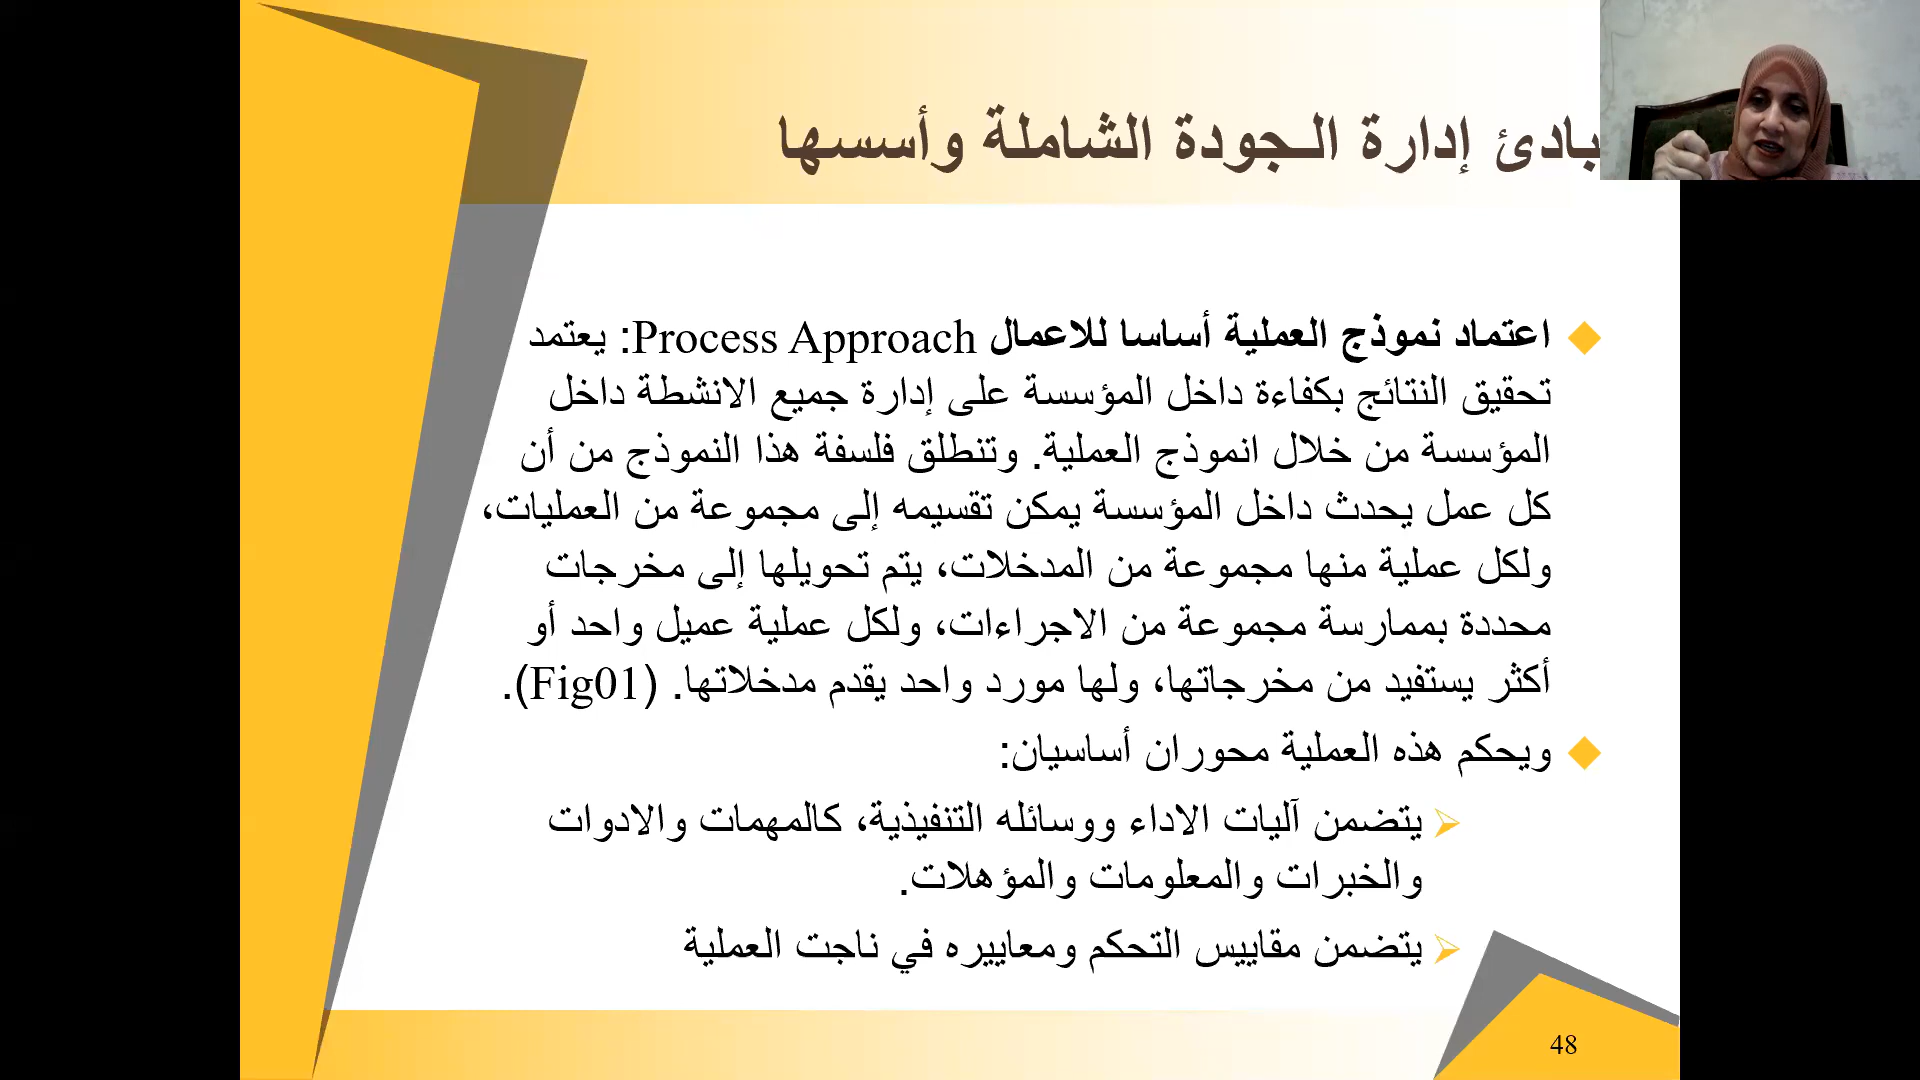 بادئ إدارة الـجودة الشاملة وأسسها
اعتماد نموذج العملية أساسا للاعمال Process Approach: يعتمد
تحقيق النتائج بكفاءة داخل المؤسسة على إدارة جميع الانشطة داخل
المؤسسة من خلال انموذج العملية. وتنطلق فلسفة هذا النموذج من أن
كل عمل يحدث داخل المؤسسة يمكن تقسيمه إلى مجموعة من العمليات،
ولكل عملية منها مجموعة من المدخلات، يتم تحويلها إلى مخرجات
محددة بممارسة مجموعة من الاجراءات، ولكل عملية عميل واحد أو
أكثر يستفيد من مخرجاتها، ولها مورد واحد يقدم مدخلاتها. (Fig01).
ويحكم هذه العملية محوران أساسيان:
يتضمن آليات الاداء ووسائله التنفيذية، كالمهمات والادوات
والخبرات والمعلومات والمؤهلات.
يتضمن مقاييس التحكم ومعاييره في ناجت العملية
48